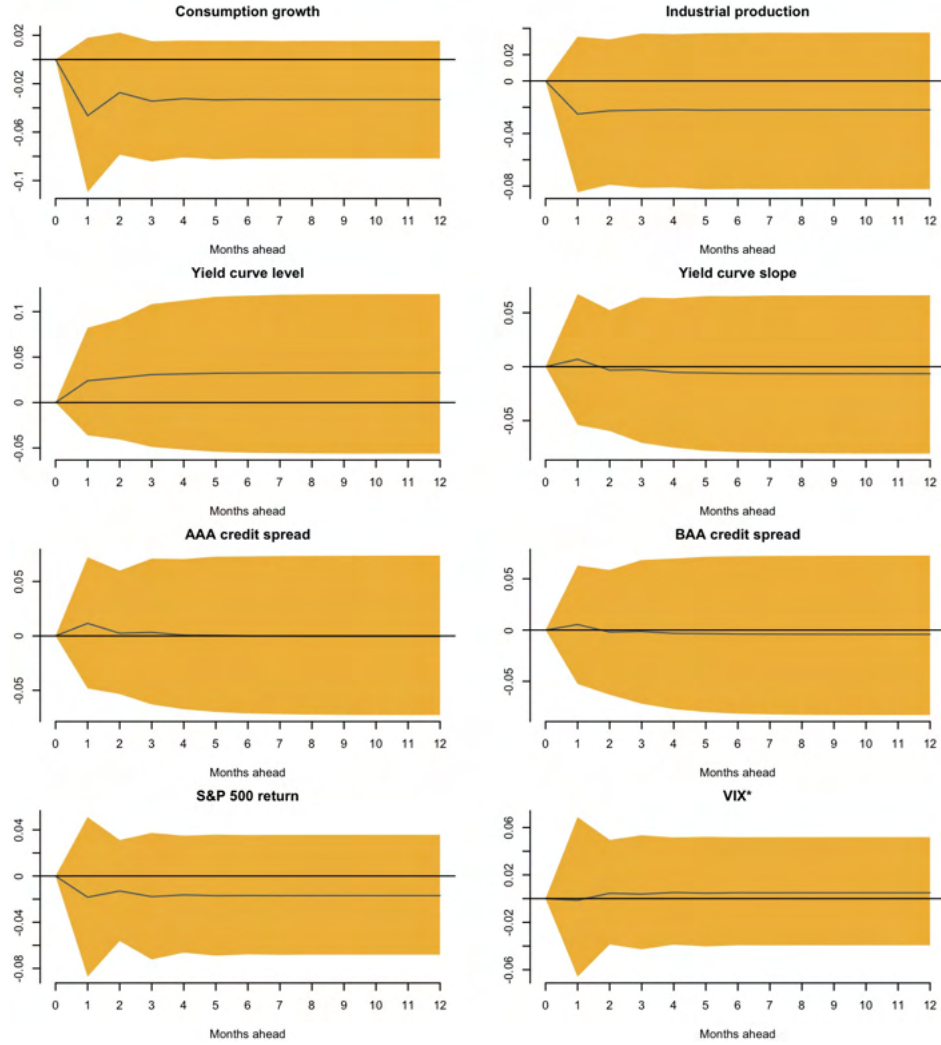 Consumption growth
0.02
-0.02
-0.06
-0.1
0 1 2 3 4 5 6 7 8 9 10 11 12
Months ahead
Industrial production
0.04
0
-0.04
-0.08
0 1 2 3 4 5 6 7 8 9 10 11 12
Months ahead
Yield curve level
0.1
0.05
0
-0.05
0 1 2 3 4 5 6 7 8 9 10 11 12
Months ahead
Yield curve slope
0.05
0
-0.05
0 1 2 3 4 5 6 7 8 9 10 11 12
Months ahead
AAA credit spread
0.05
0
-0.05
0 1 2 3 4 5 6 7 8 9 10 11 12
Months ahead
BAA credit spread
0.05
0
-0.05
0 1 2 3 4 5 6 7 8 9 10 11 12
Months ahead
S&P 500 return
0.04
0
-0.04
-0.08
0 1 2 3 4 5 6 7 8 9 10 11 12
Months ahead
VIX*
0.06
0.02
-0.02
-0.06
0 1 2 3 4 5 6 7 8 9 10 11 12
Months ahead